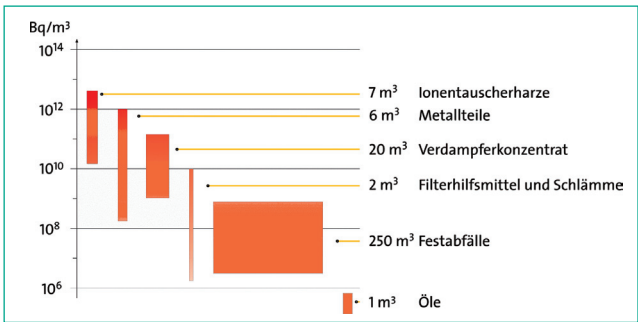 Bq/m³
10¹⁴
10¹²
10¹⁰
10⁸
10⁶
7 m³ Ionentauscherharze
6 m³ Metallteile
20 m³ Verdampferkonzentrat
2 m³ Filterhilfsmittel und Schlämme
250 m³ Festabfälle
1 m³ Öle